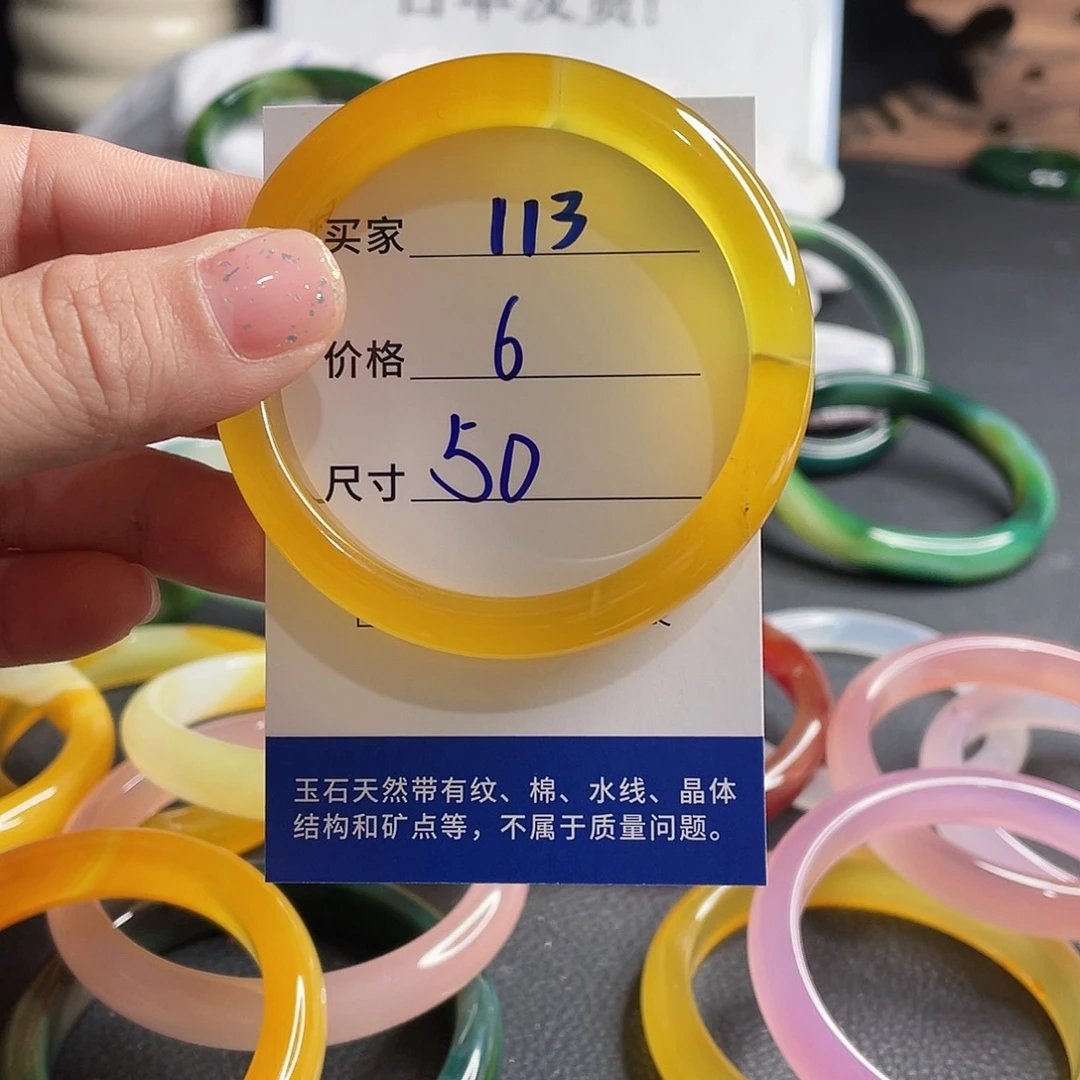 买家 113
价格 6
尺寸 50
玉石天然带有纹、棉、水线、晶体
结构和矿点等，不属于质量问题。